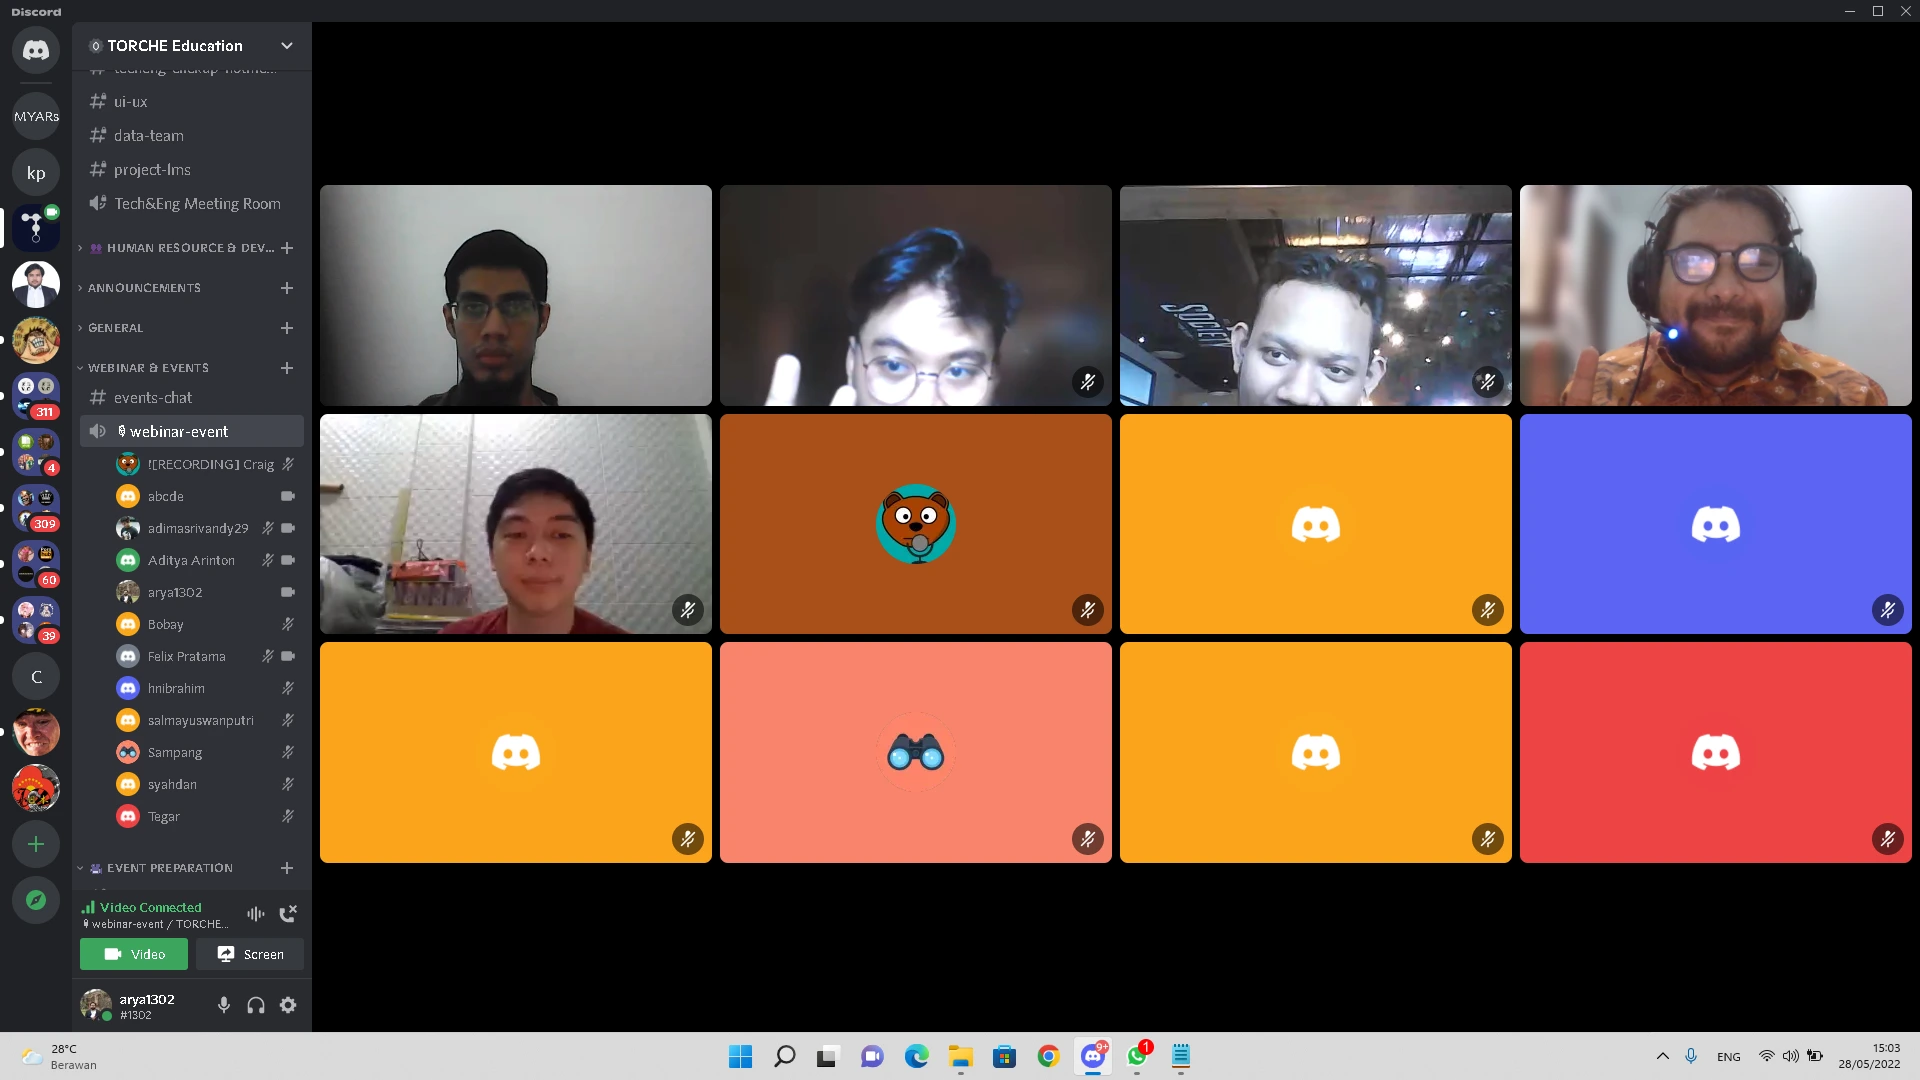 Discord
TORCHE Education
ui-ux
data-team
project-lms
Tech&Eng Meeting Room
HUMAN RESOURCE & DEV...
ANNOUNCEMENTS
GENERAL
WEBINAR & EVENTS
events-chat
webinar-event
![RECORDING] Craig
abcde
adimasrivandy29
Aditya Arinton
arya1302
Bobay
Felix Pratama
hnibrahim
salmayuswanputri
Sampang
syahdan
Tegar
EVENT PREPARATION
Video Connected
webinar-event / TORCHE...
Video
Screen
arya1302
#1302
MYARs
kp
311
4
309
60
39
C
SOCIETY
28°C
Berawan
9+
1
ENG
15:03
28/05/2022